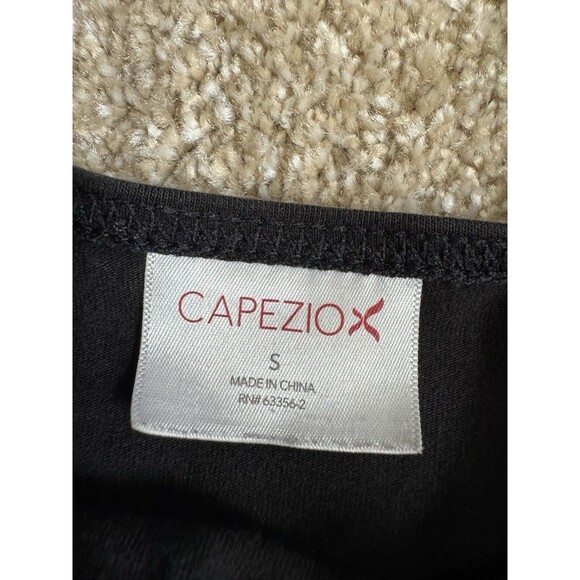 CAPEZIO
S
MADE IN CHINA
RN# 63356-2